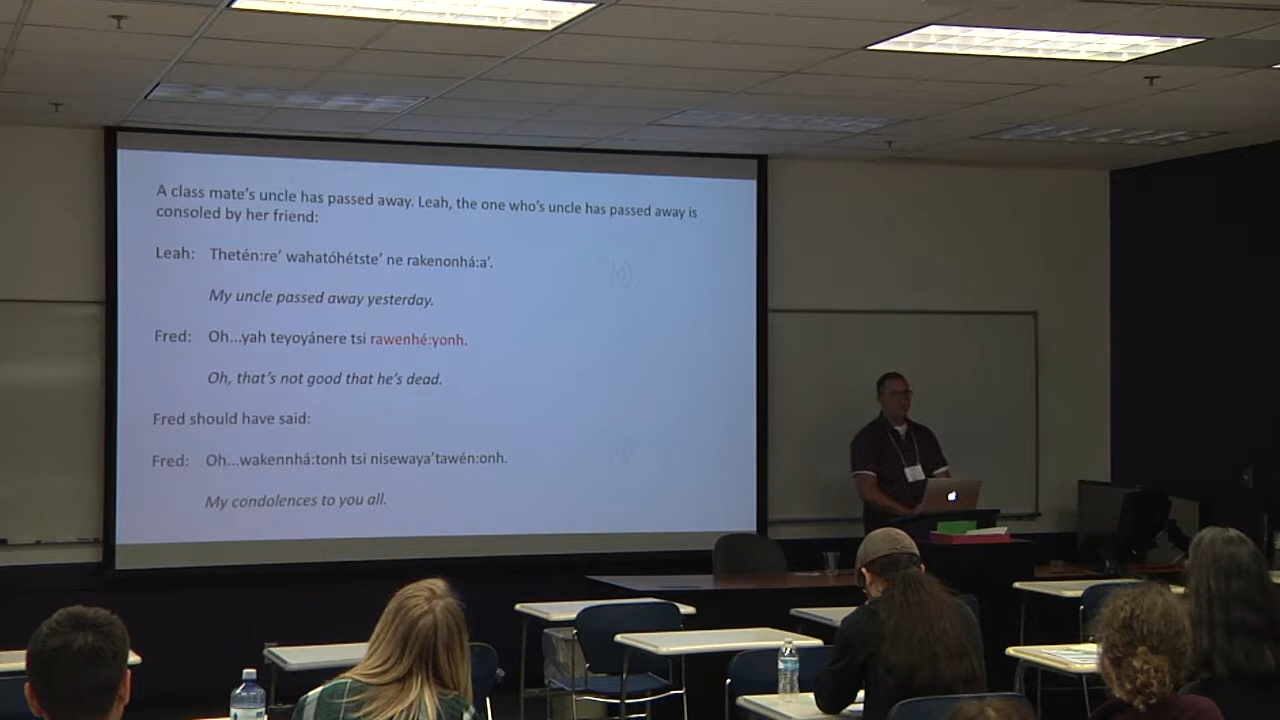 A class mate's uncle has passed away. Leah, the one who's uncle has passed away is
consoled by her friend:
Leah: Thetén:re' wahatóhétste' ne rakenonhá:a'.
My uncle passed away yesterday.
Fred: Oh...yah teyoyánere tsi rawenhé:yonh.
Oh, that's not good that he's dead.
Fred should have said:
Fred: Oh...wakennhá:tonh tsi nisewaya'tawén:onh.
My condolences to you all.